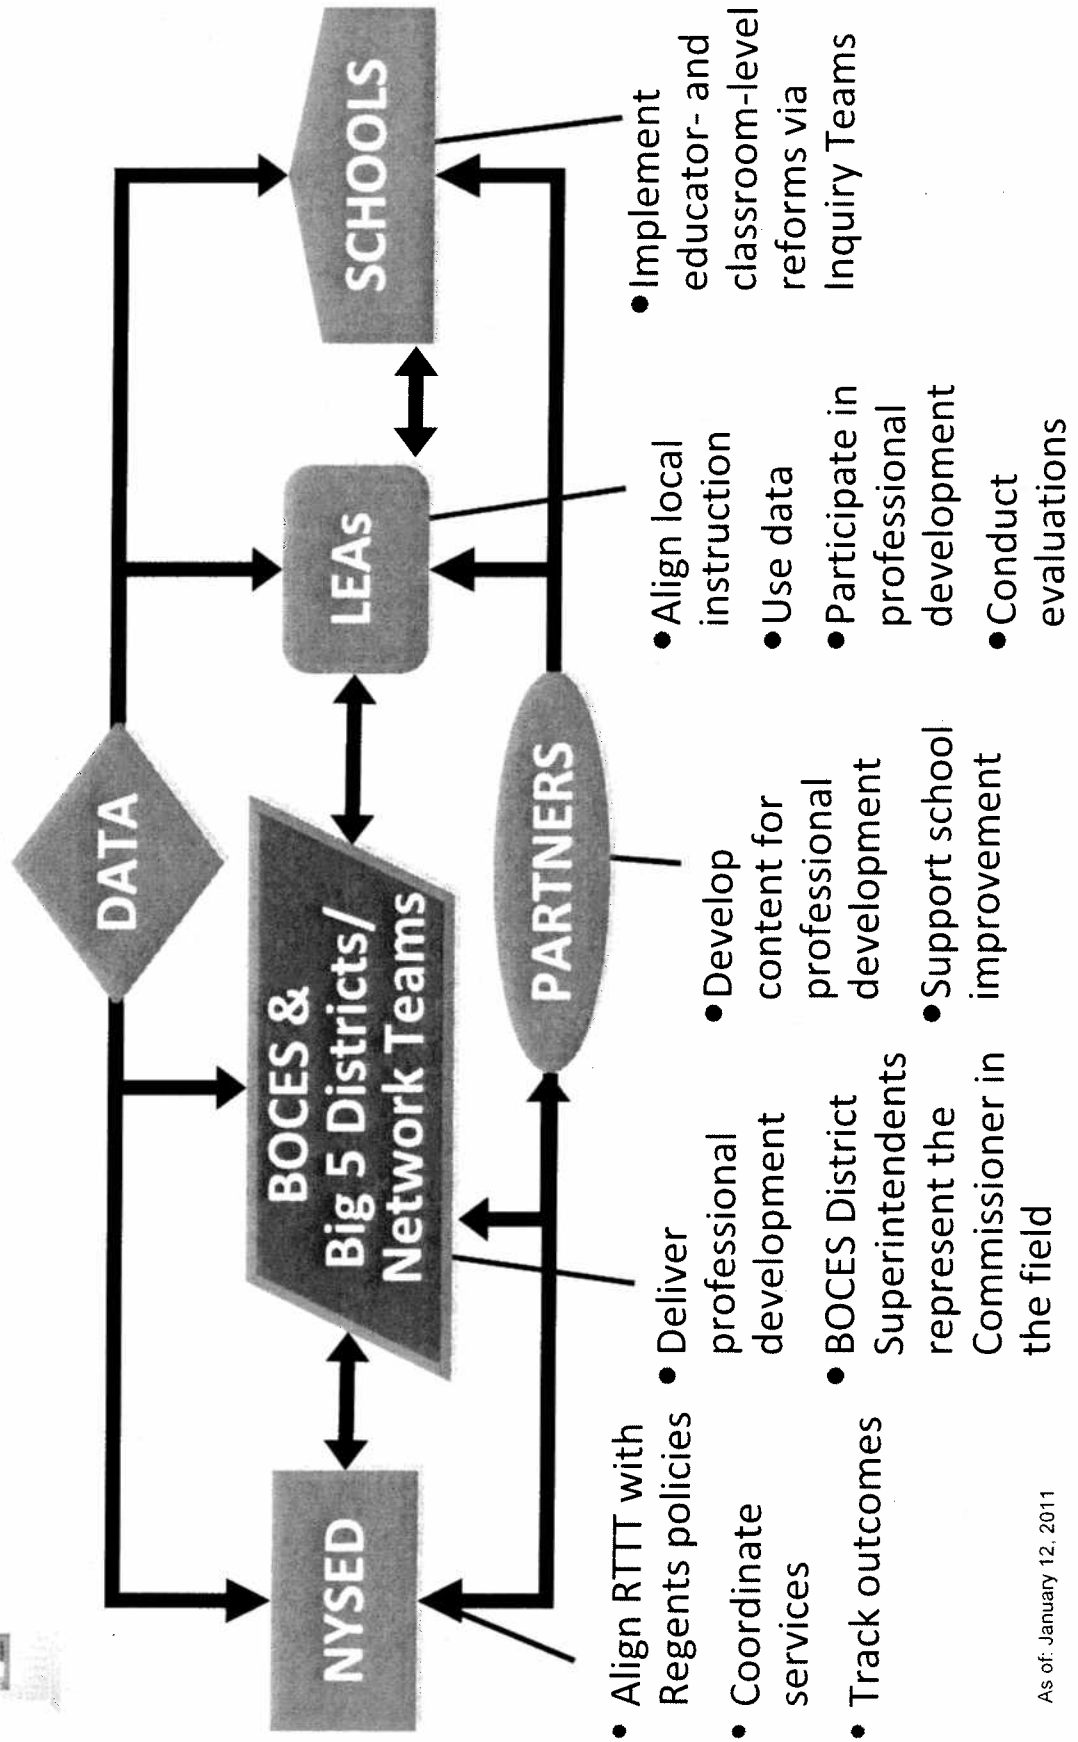 DATA
NYSED
BOCES &
Big 5 Districts/
Network Teams
LEAs
SCHOOLS
PARTNERS
• Align RTTT with
Regents policies
• Coordinate
services
• Track outcomes
• Deliver
professional
development
• BOCES District
Superintendents
represent the
Commissioner in
the field
• Develop
content for
professional
development
• Support school
improvement
• Align local
instruction
• Use data
• Participate in
professional
development
• Conduct
evaluations
• Implement
educator- and
classroom-level
reforms via
Inquiry Teams
As of: January 12, 2011